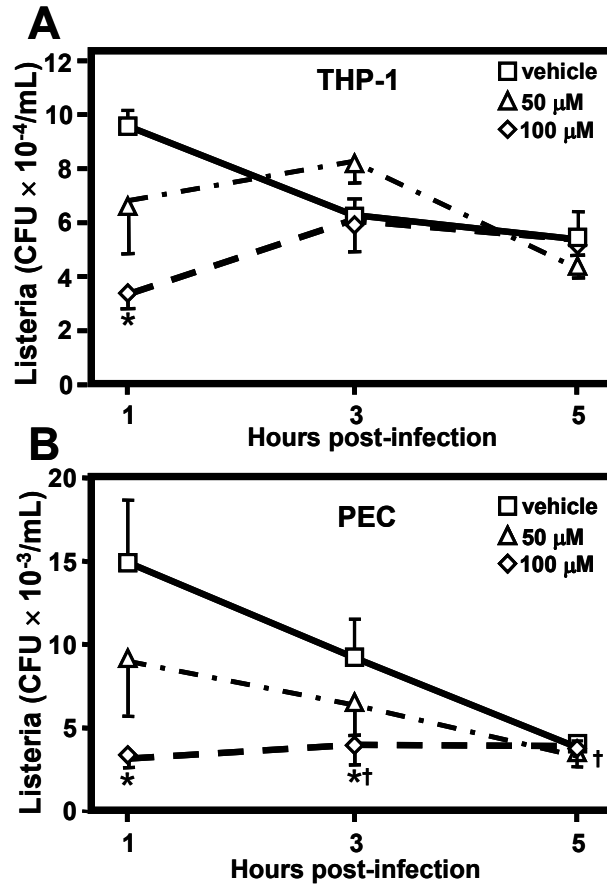 A
THP-1
vehicle
50 µM
100 µM
12
10
8
6
4
2
0
Listeria (CFU × 10⁻⁴/mL)
*
1 3 5
Hours post-infection
B
PEC
vehicle
50 µM
100 µM
20
15
10
5
0
Listeria (CFU × 10⁻³/mL)
* *† †
1 3 5
Hours post-infection